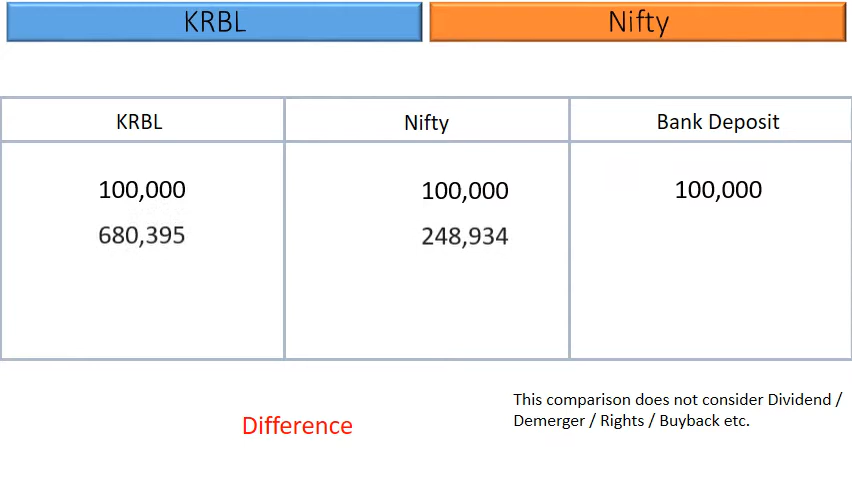 KRBL
Nifty
KRBL
Nifty
Bank Deposit
100,000
100,000
100,000
680,395
248,934
Difference
This comparison does not consider Dividend /
Demerger / Rights / Buyback etc.